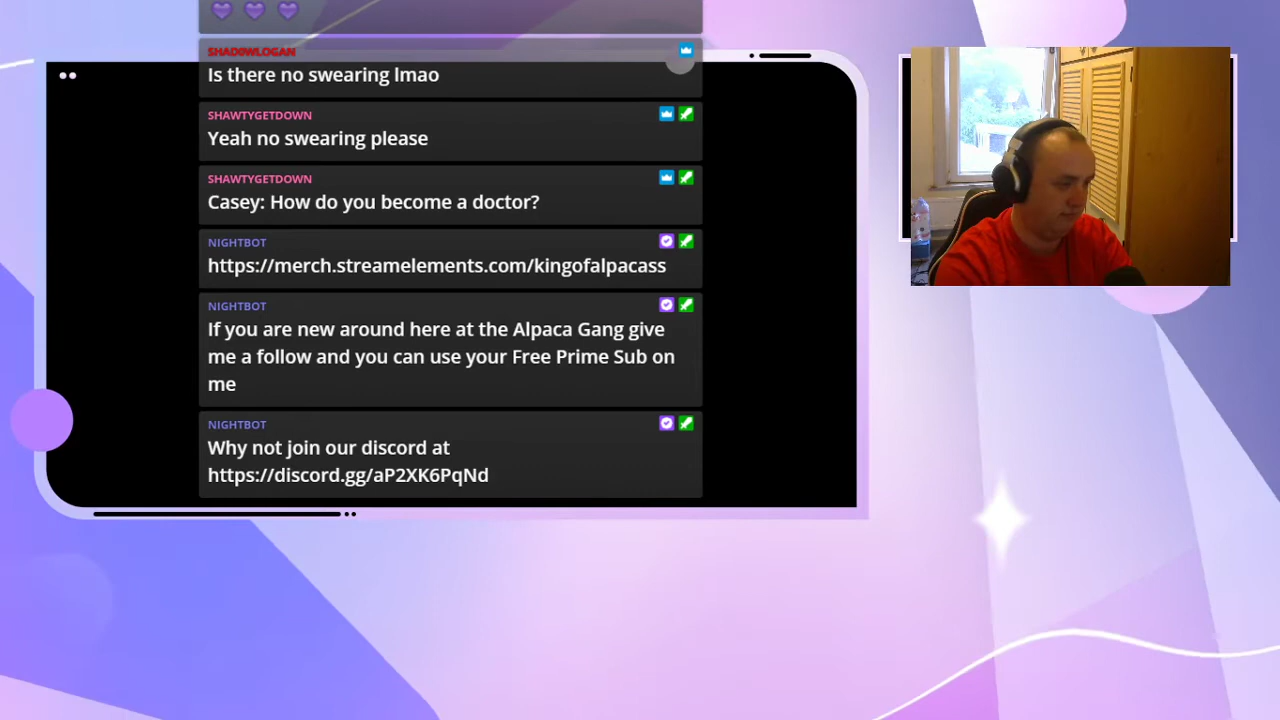 SHAD0WLOGAN
Is there no swearing lmao
SHAWTYGETDOWN
Yeah no swearing please
SHAWTYGETDOWN
Casey: How do you become a doctor?
NIGHTBOT
https://merch.streamelements.com/kingofalpacass
NIGHTBOT
If you are new around here at the Alpaca Gang give
me a follow and you can use your Free Prime Sub on
me
NIGHTBOT
Why not join our discord at
https://discord.gg/aP2XK6PqNd